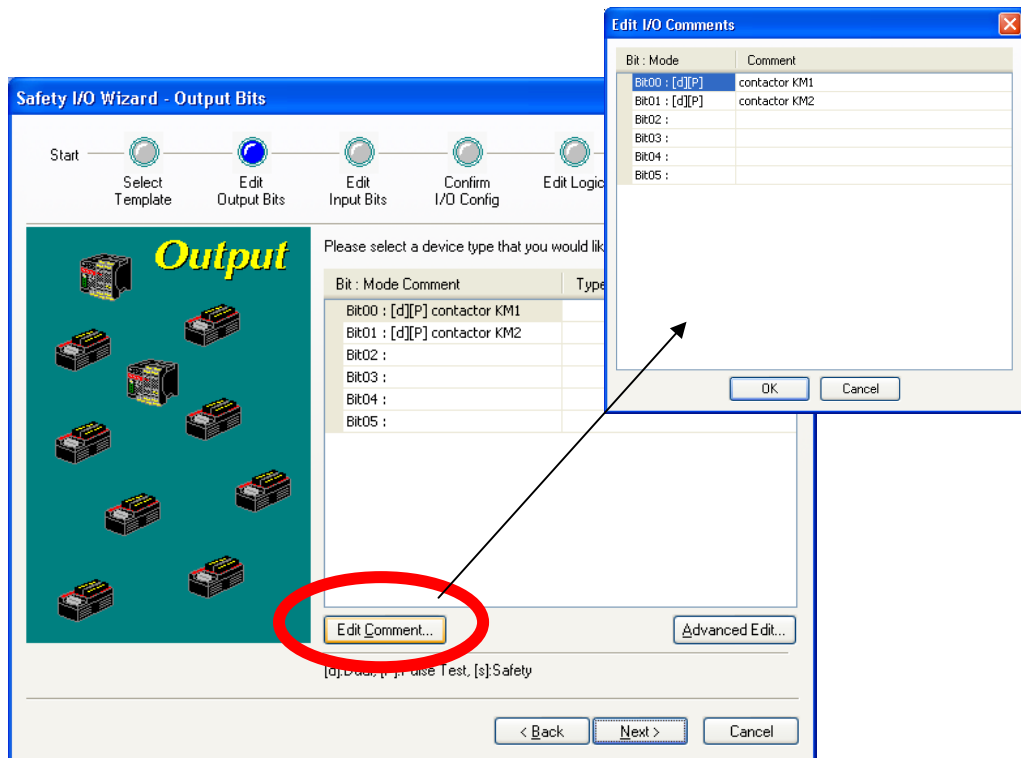 Edit I/O Comments
Bit : Mode Comment
Bit00 : [d][P] contactor KM1
Bit01 : [d][P] contactor KM2
Bit02 :
Bit03 :
Bit04 :
Bit05 :
OK Cancel
Safety I/O Wizard - Output Bits
Start
Select Template
Edit Output Bits
Edit Input Bits
Confirm I/O Config
Edit Logic
Output
Please select a device type that you would
Bit : Mode Comment Type
Bit00 : [d][P] contactor KM1
Bit01 : [d][P] contactor KM2
Bit02 :
Bit03 :
Bit04 :
Bit05 :
Edit Comment... Advanced Edit...
Test, [s]:Safety
< Back Next > Cancel